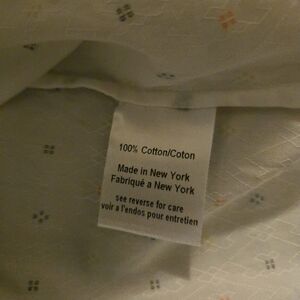 100% Cotton/Coton
Made in New York
Fabriqué a New York
see reverse for care
voir a l'endos pour entretien